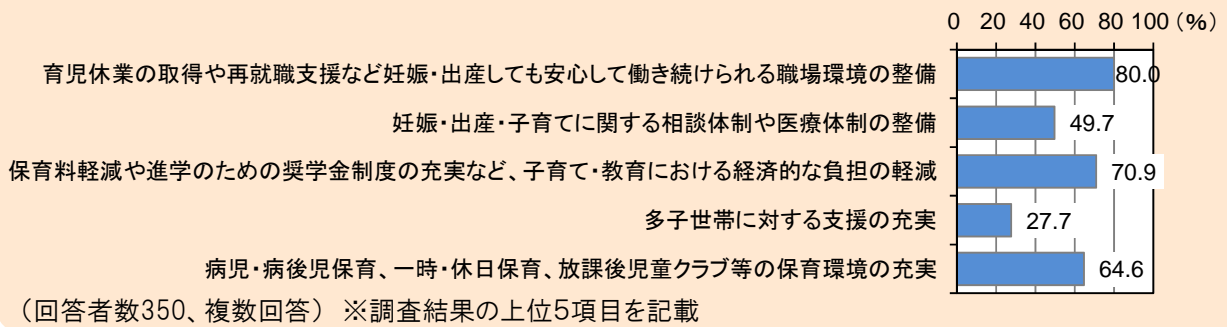 0 20 40 60 80 100 (%)
育児休業の取得や再就職支援など妊娠・出産しても安心して働き続けられる職場環境の整備 80.0
妊娠・出産・子育てに関する相談体制や医療体制の整備 49.7
保育料軽減や進学のための奨学金制度の充実など、子育て・教育における経済的な負担の軽減 70.9
多子世帯に対する支援の充実 27.7
病児・病後児保育、一時・休日保育、放課後児童クラブ等の保育環境の充実 64.6
（回答者数350、複数回答） ※調査結果の上位5項目を記載